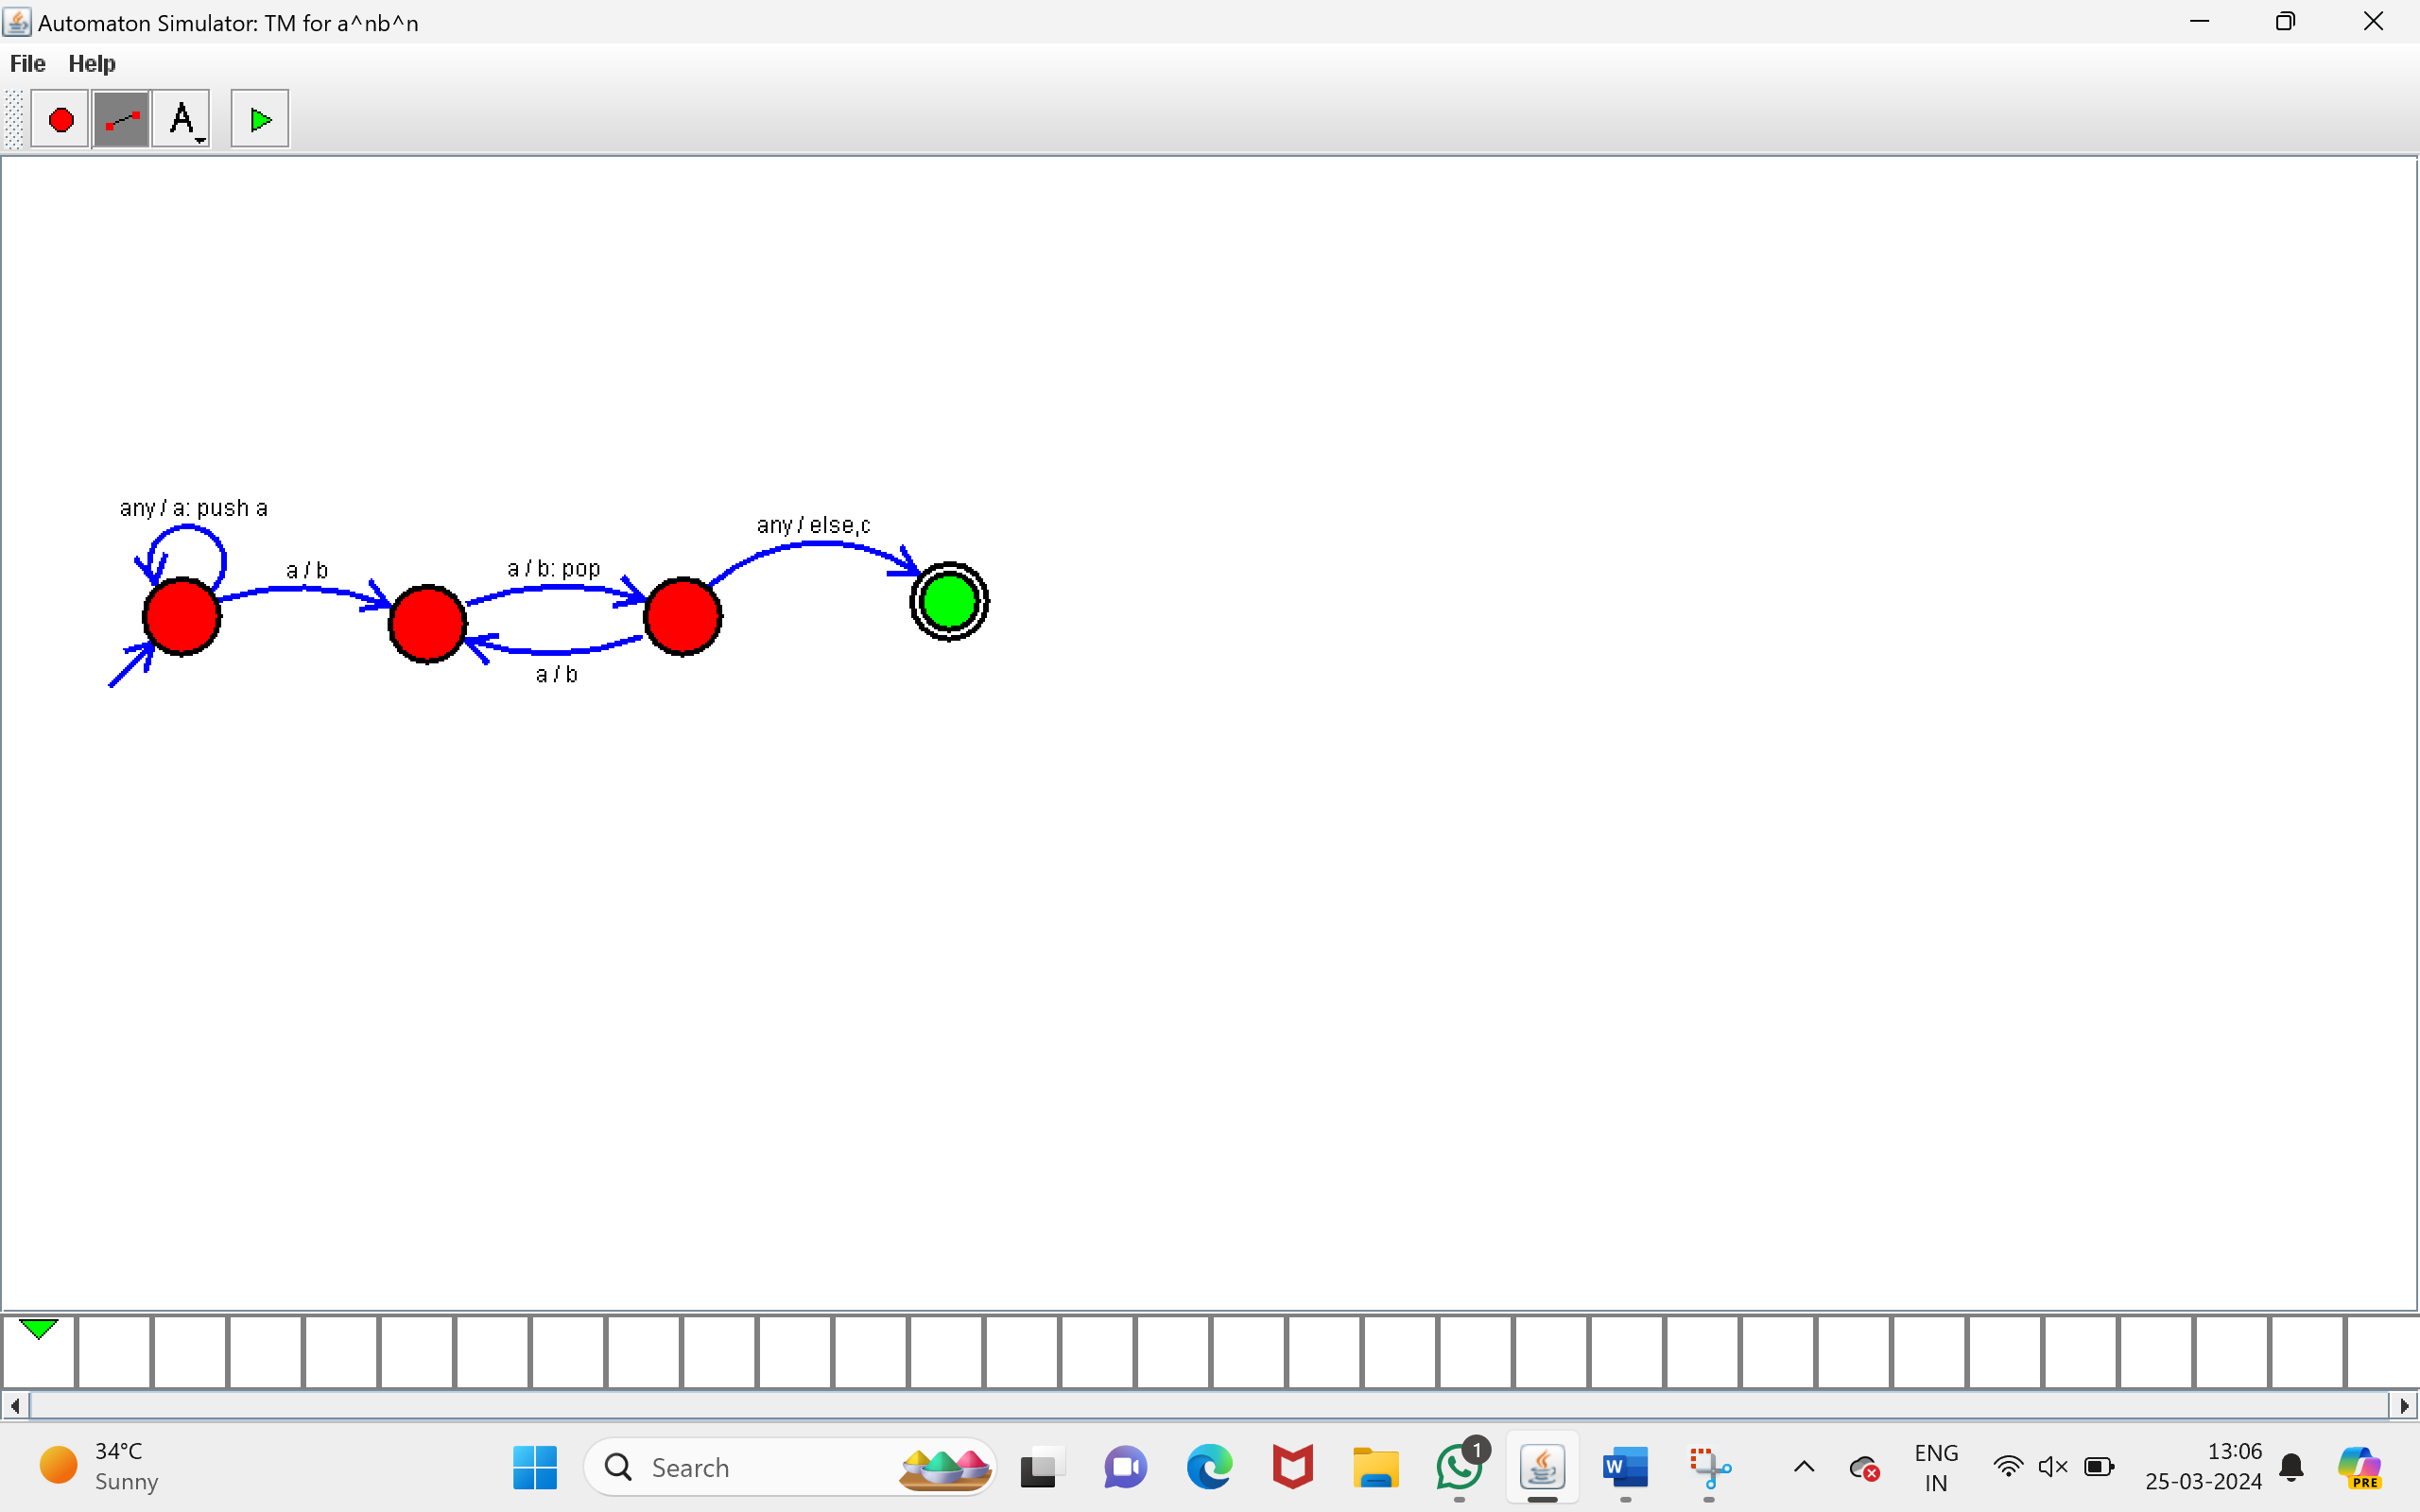 Automaton Simulator: TM for a^nb^n
File Help
A
any / a: push a
a / b
a / b: pop
any / else,c
a / b
34°C
Sunny
Search
W
1
ENG
IN
13:06
25-03-2024
PRE